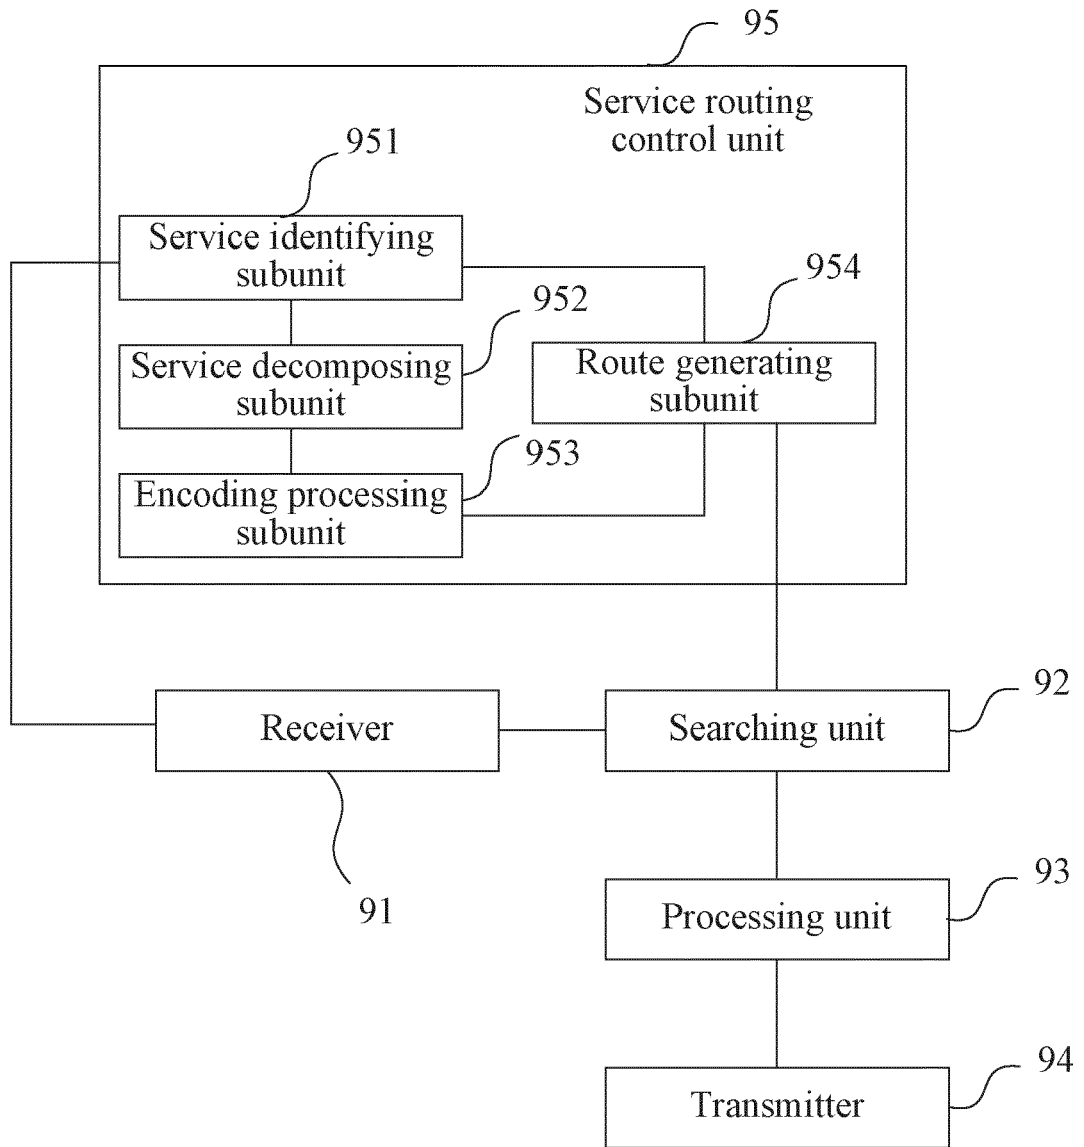 95
Service routing
control unit
951
Service identifying
subunit
954
952
Service decomposing
subunit
Route generating
subunit
953
Encoding processing
subunit
92
Receiver
Searching unit
91
93
Processing unit
94
Transmitter